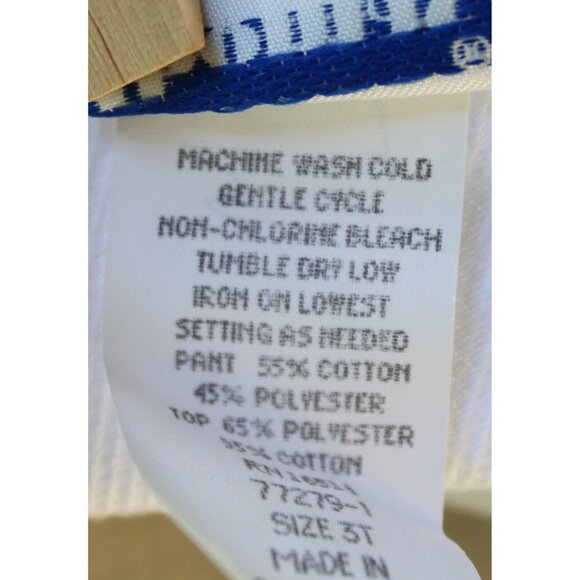 MACHINE WASH COLD
GENTLE CYCLE
NON-CHLORINE BLEACH
TUMBLE DRY LOW
IRON ON LOWEST
SETTING AS NEEDED
PANT 55% COTTON
45% POLYESTER
TOP 65% POLYESTER
35% COTTON
RN
77279-1
SIZE 3T
MADE IN